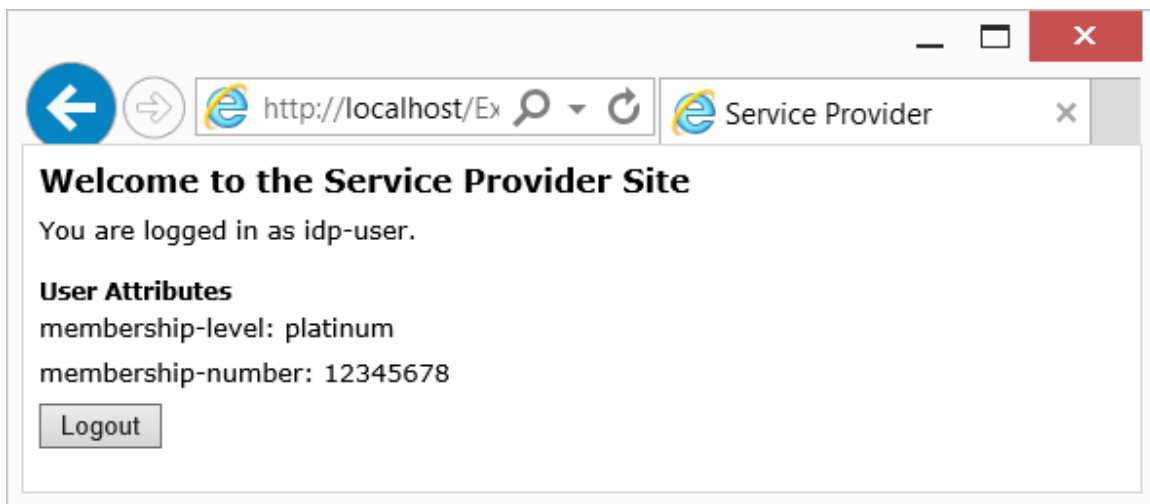 http://localhost/Ex
Service Provider
Welcome to the Service Provider Site
You are logged in as idp-user.
User Attributes
membership-level: platinum
membership-number: 12345678
Logout